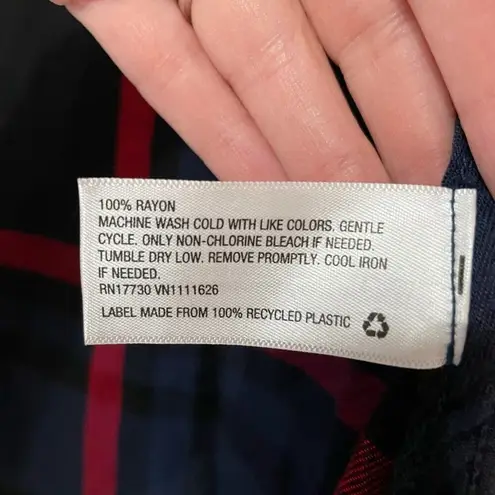 100% RAYON
MACHINE WASH COLD WITH LIKE COLORS. GENTLE
CYCLE. ONLY NON-CHLORINE BLEACH IF NEEDED.
TUMBLE DRY LOW. REMOVE PROMPTLY. COOL IRON
IF NEEDED.
RN17730 VN1111626
LABEL MADE FROM 100% RECYCLED PLASTIC